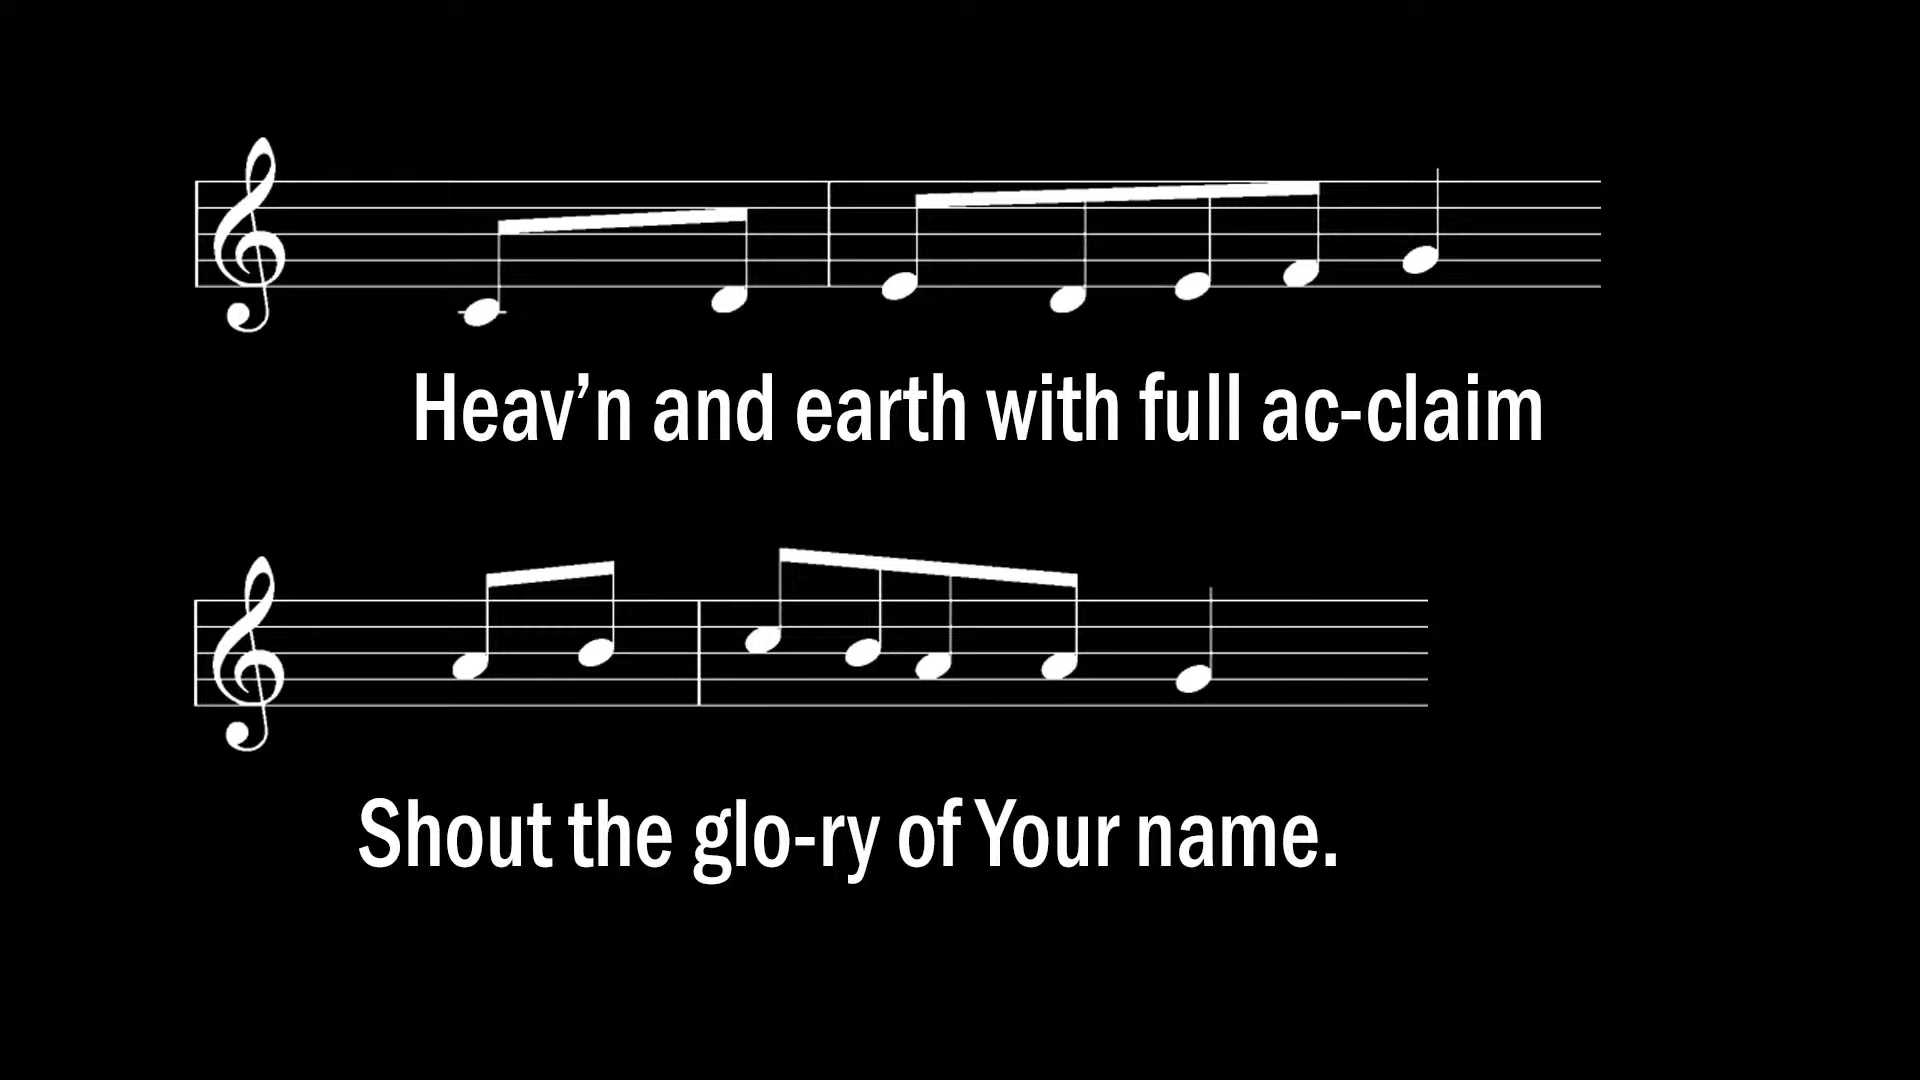 Heav’n and earth with full ac-claim
Shout the glo-ry of Your name.